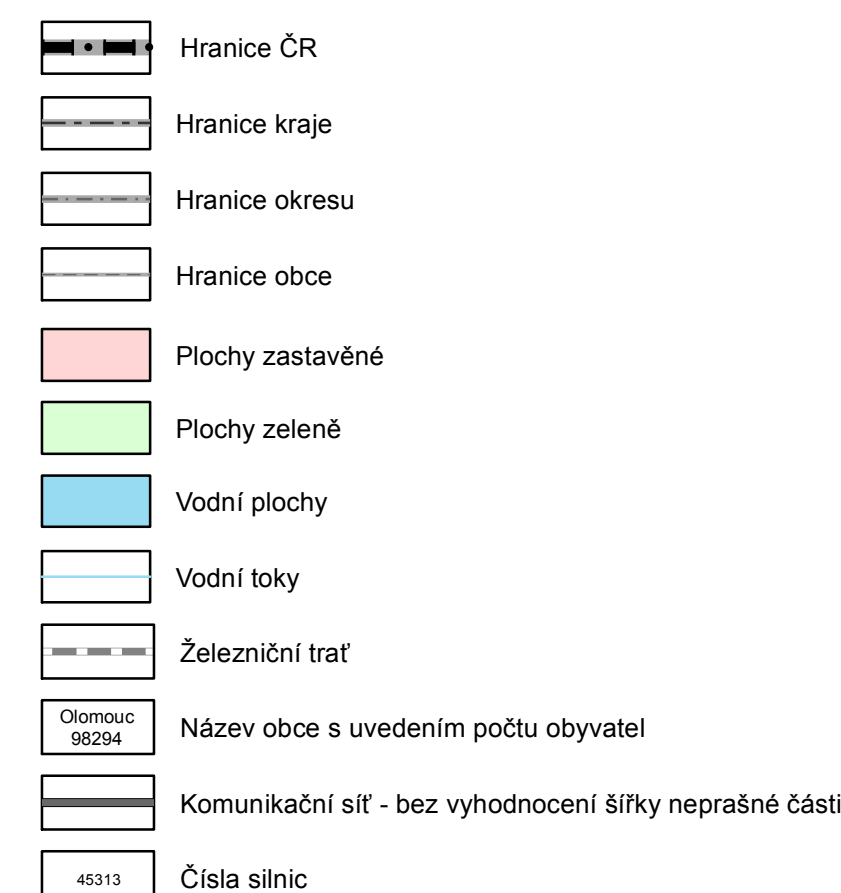 Hranice ČR
Hranice kraje
Hranice okresu
Hranice obce
Plochy zastavěné
Plochy zeleně
Vodní plochy
Vodní toky
Železniční trať
Olomouc
98294
Název obce s uvedením počtu obyvatel
Komunikační síť - bez vyhodnocení šířky neprašné části
45313
Čísla silnic